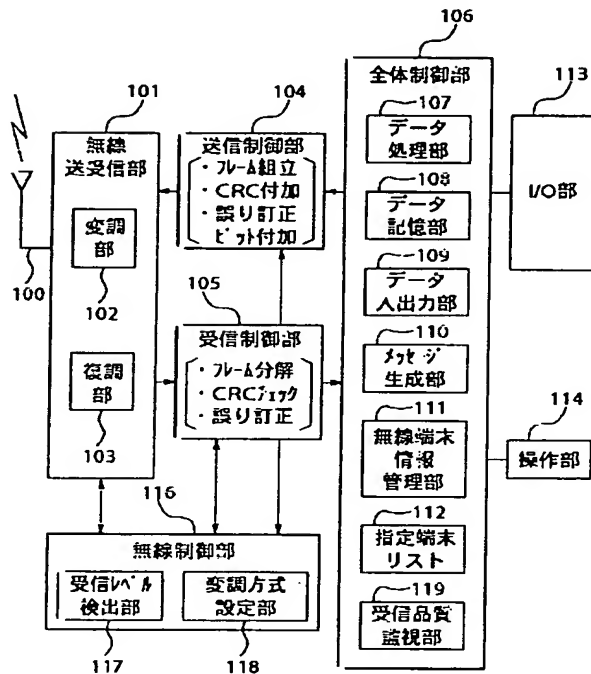 106
101
104
113
無線
送受信部
送信制御部
・ﾌﾚｰﾑ組立
・CRC付加
・誤り訂正
ﾋﾞｯﾄ付加
全体制御部
107
データ
処理部
I/O部
108
データ
記憶部
変調
部
102
100
109
データ
入出力部
105
受信制御部
・ﾌﾚｰﾑ分解
・CRCﾁｪｯｸ
・誤り訂正
110
ﾒｯｾｰｼﾞ
生成部
復調
部
103
111
無線端末
情報
管理部
114
操作部
116
無線制御部
受信ﾚﾍﾞﾙ
検出部
変調方式
設定部
117
118
112
指定端末
リスト
119
受信品質
監視部